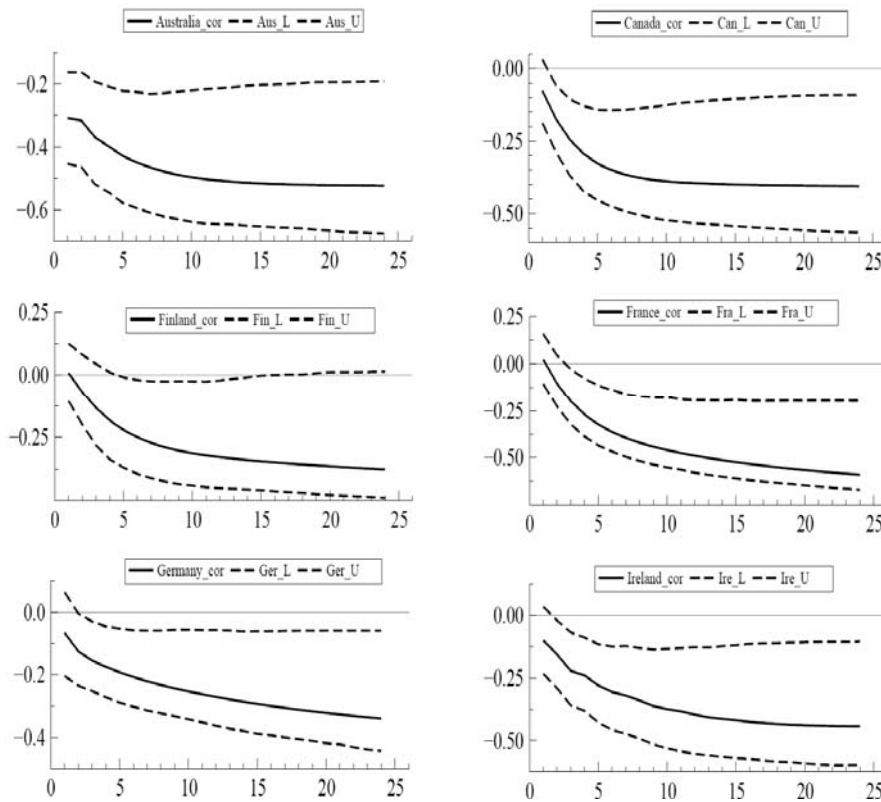 Australia_cor Aus_L Aus_U
−0.2
−0.4
−0.6
0 5 10 15 20 25
Canada_cor Can_L Can_U
0.00
−0.25
−0.50
0 5 10 15 20 25
Finland_cor Fin_L Fin_U
0.25
0.00
−0.25
0 5 10 15 20 25
France_cor Fra_L Fra_U
0.25
0.00
−0.25
−0.50
0 5 10 15 20 25
Germany_cor Ger_L Ger_U
0.0
−0.2
−0.4
0 5 10 15 20 25
Ireland_cor Ire_L Ire_U
0.00
−0.25
−0.50
0 5 10 15 20 25